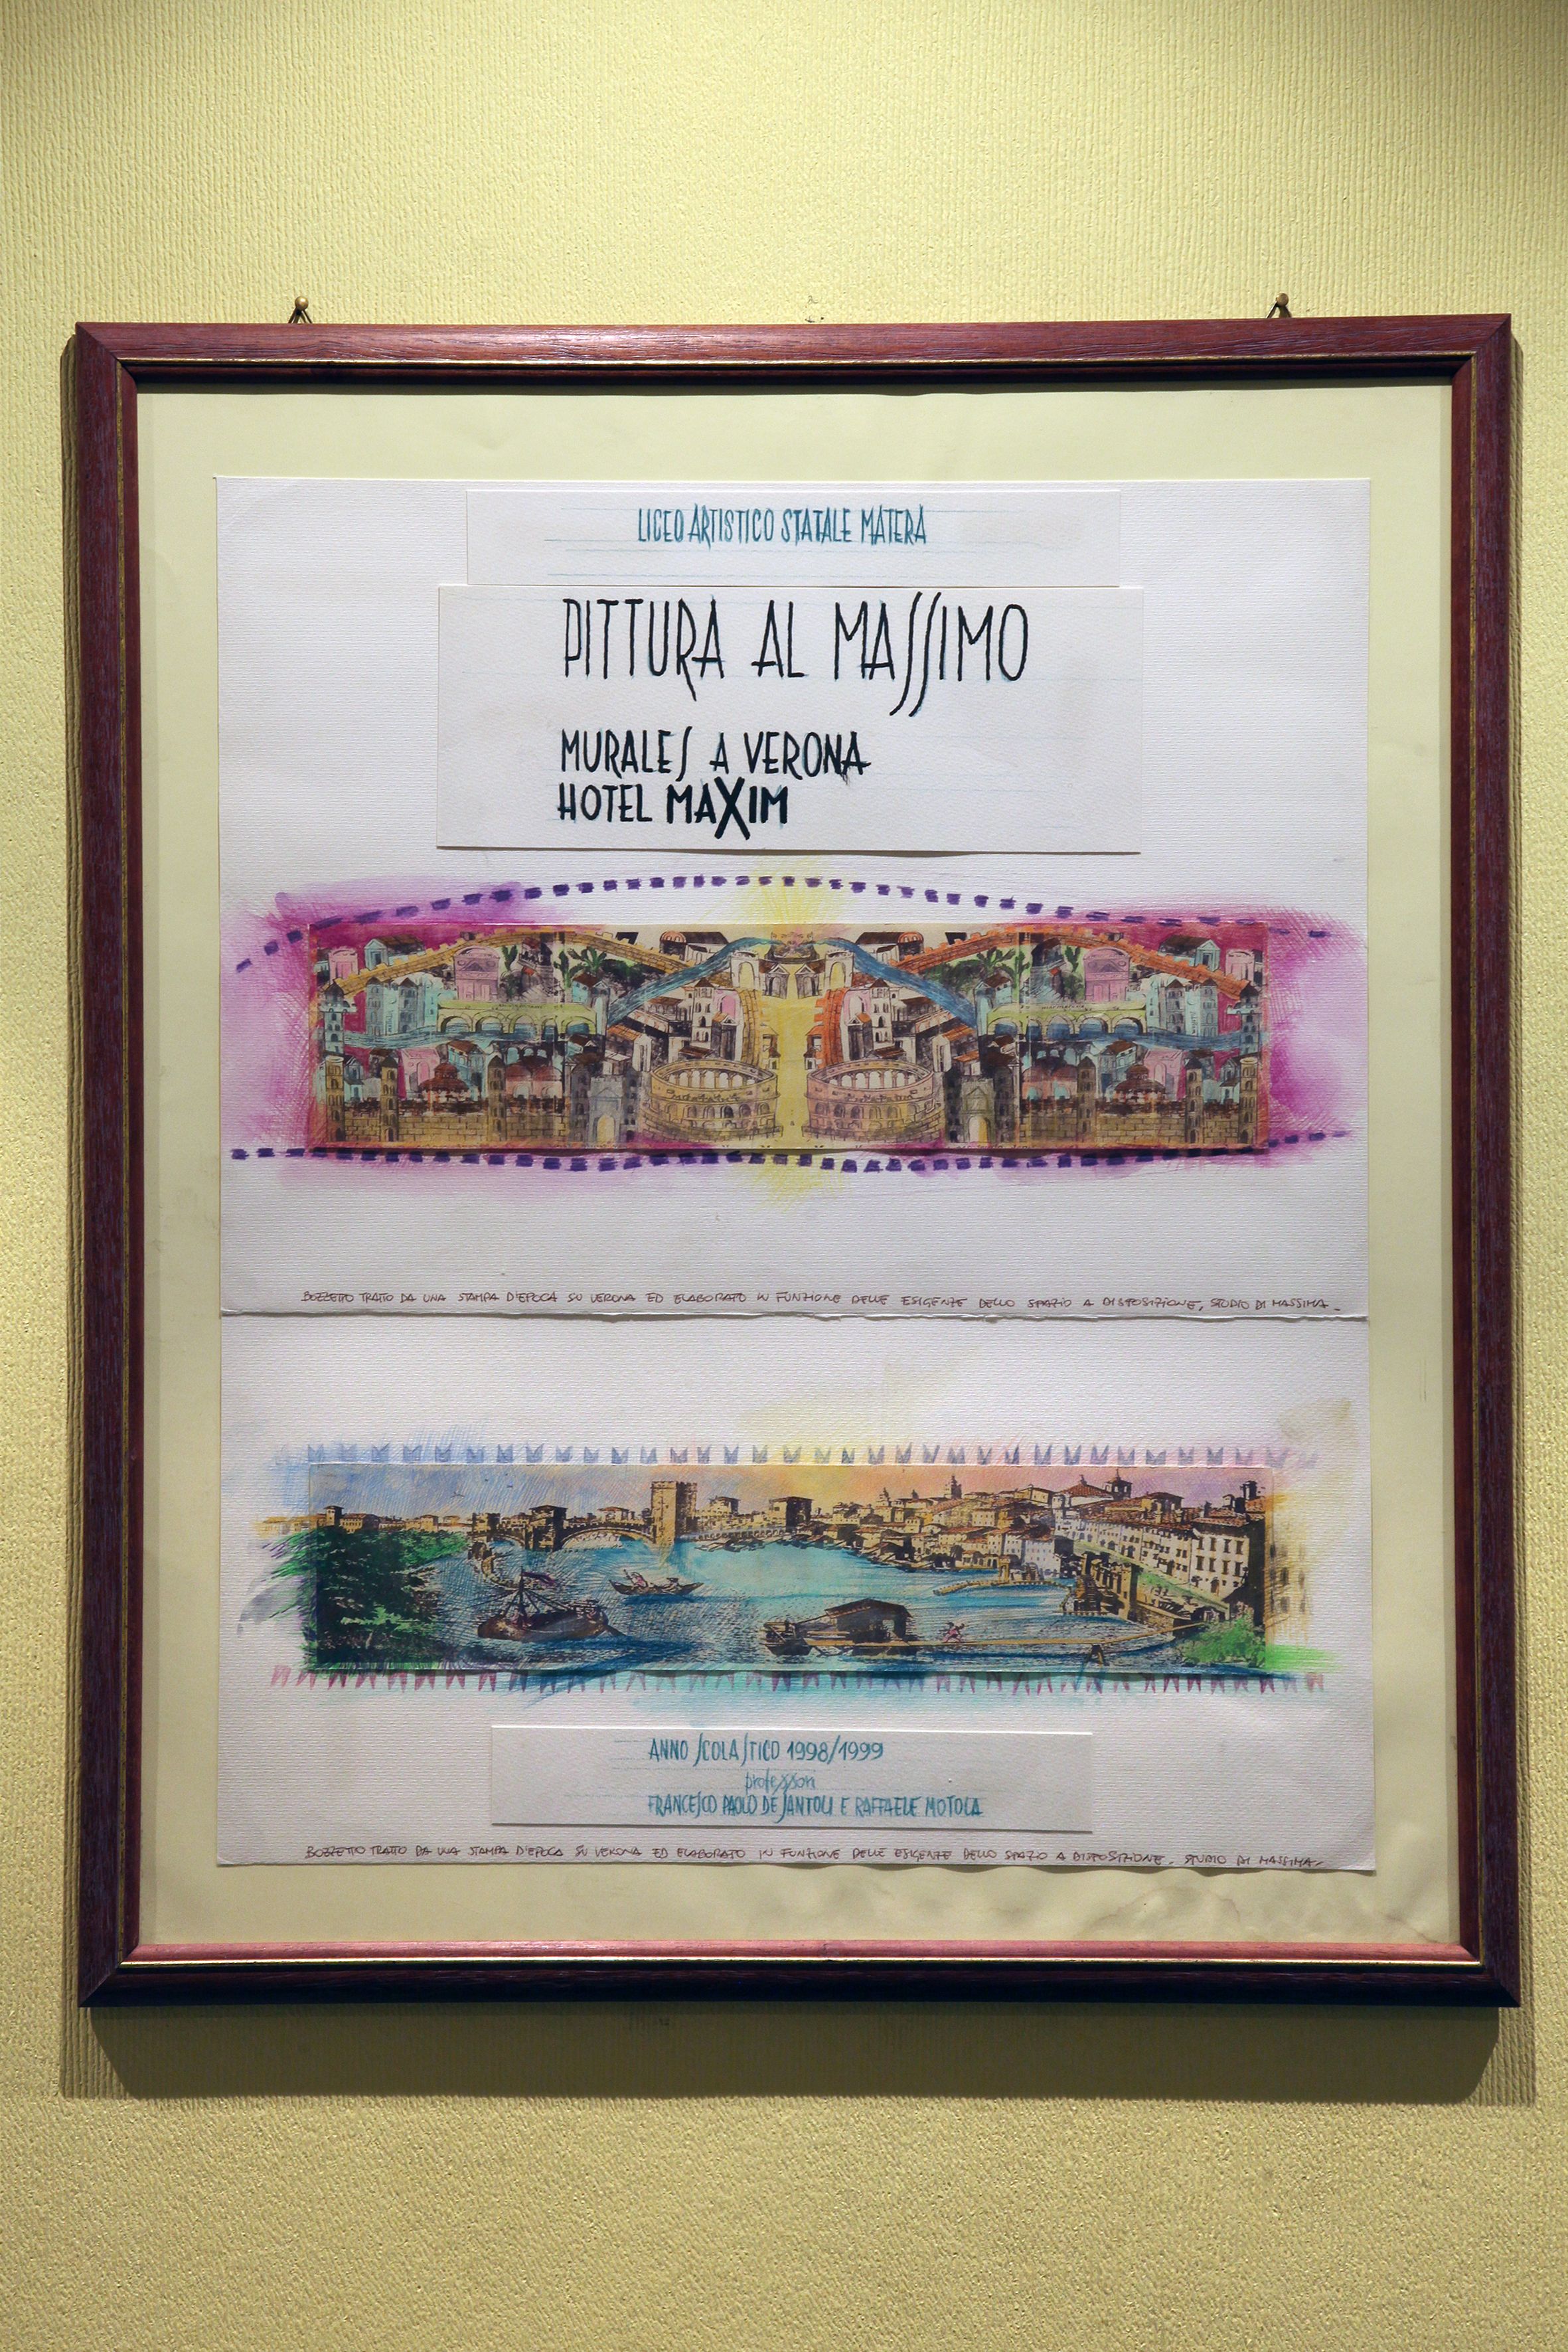 LICEO ARTISTICO STATALE MATERA
PITTURA AL MASSIMO
MURALES A VERONA
HOTEL MAXIM
BOZZETTO TRATTO DA UNA STAMPA D'EPOCA SU VERONA ED ELABORATO IN FUNZIONE DELLE ESIGENZE DELLO SPAZIO A DISPOSIZIONE, STUDIO DI MASSIMA_
ANNO SCOLASTICO 1998/1999
professori
FRANCESCO PAOLO DE SANTOLI E RAFFAELE MOTOLA
BOZZETTO TRATTO DA UNA STAMPA D'EPOCA SU VERONA ED ELABORATO IN FUNZIONE DELLE ESIGENZE DELLO SPAZIO A DISPOSIZIONE. STUDIO DI MASSIMA_